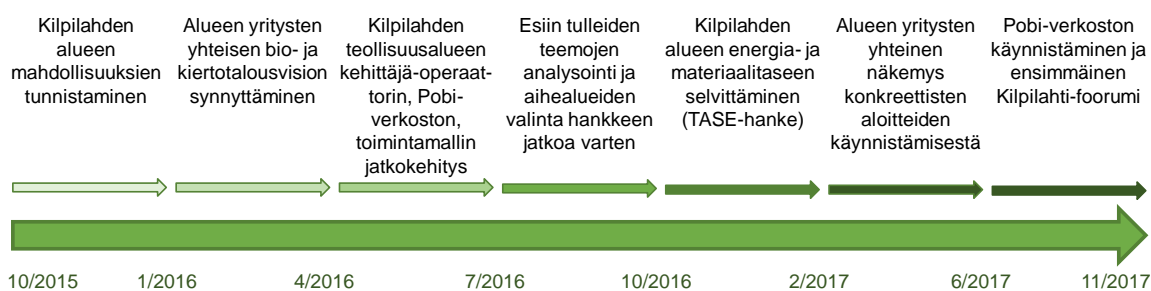 Kilpilahden
alueen
mahdollisuuksien
tunnistaminen
Alueen yritysten
yhteisen bio- ja
kiertotalousvision
synnyttäminen
Kilpilahden
teollisuusalueen
kehittäjä-operaat-
torin, Pobi-
verkoston,
toimintamallin
jatkokehitys
Esiin tulleiden
teemojen
analysointi ja
aihealueiden
valinta hankkeen
jatkoa varten
Kilpilahden
alueen energia- ja
materiaalitaseen
selvittäminen
(TASE-hanke)
Alueen yritysten
yhteinen
näkemys
konkreettisten
aloitteiden
käynnistämisestä
Pobi-verkoston
käynnistäminen ja
ensimmäinen
Kilpilahti-foorumi
10/2015 1/2016 4/2016 7/2016 10/2016 2/2017 6/2017 11/2017